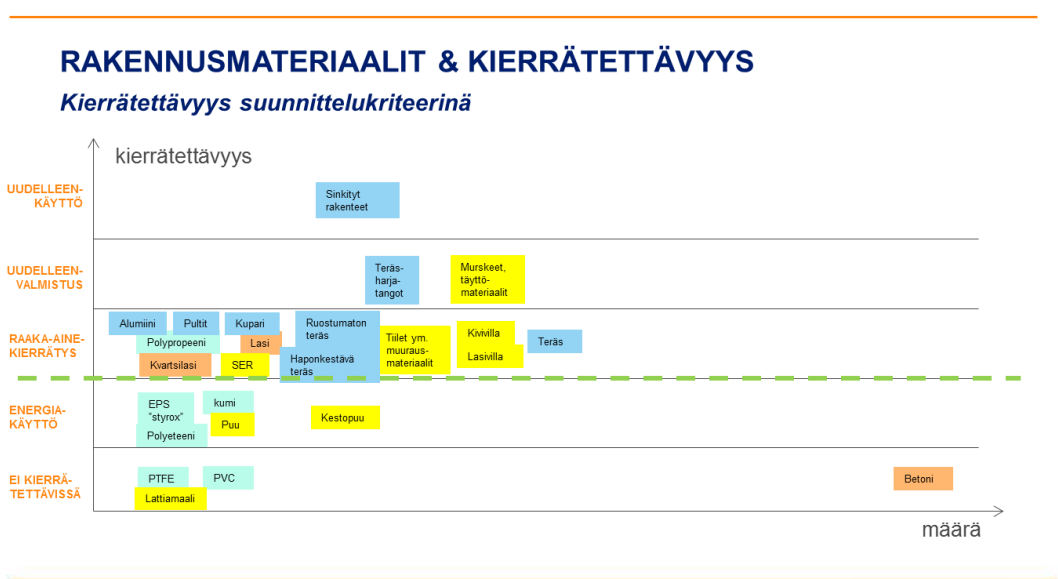 RAKENNUSMATERIAALIT & KIERRÄTETTÄVYYS
Kierrätettävyys suunnittelukriteerinä
kierrätettävyys
UUDELLEEN-
KÄYTTÖ
Sinkityt
rakenteet
UUDELLEEN-
VALMISTUS
Teräs-
harja-
tangot
Murskeet,
täyttö-
materiaalit
RAAKA-AINE-
KIERRÄTYS
Alumiini
Pultit
Kupari
Ruostumaton
teräs
Polypropeeni
Lasi
Kvartsilasi
SER
Haponkestävä
teräs
Tiilet ym.
muuraus-
materiaalit
Kivivilla
Lasivilla
Teräs
ENERGIA-
KÄYTTÖ
EPS
"styrox"
kumi
Puu
Polyeteeni
Kestopuu
EI KIERRÄ-
TETTÄVISSÄ
PTFE
PVC
Lattiamaali
Betoni
määrä